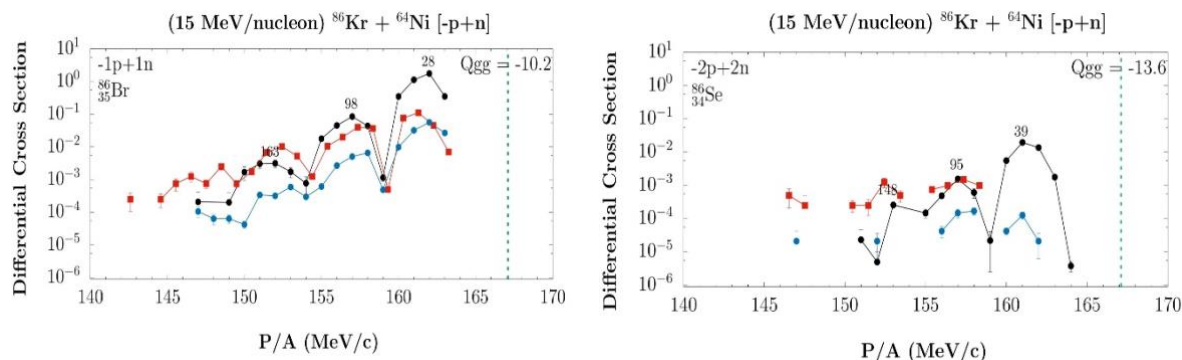 (15 MeV/nucleon) ⁸⁶Kr + ⁶⁴Ni [-p+n]
Differential Cross Section
10¹
10⁰
10⁻¹
10⁻²
10⁻³
10⁻⁴
10⁻⁵
10⁻⁶
-1p+1n
⁸⁶₃₅Br
Qgg = -10.2
28
98
163
140 145 150 155 160 165 170
P/A (MeV/c)
(15 MeV/nucleon) ⁸⁶Kr + ⁶⁴Ni [-p+n]
Differential Cross Section
10¹
10⁰
10⁻¹
10⁻²
10⁻³
10⁻⁴
10⁻⁵
10⁻⁶
-2p+2n
⁸⁶₃₄Se
Qgg = -13.6
39
95
148
140 145 150 155 160 165 170
P/A (MeV/c)